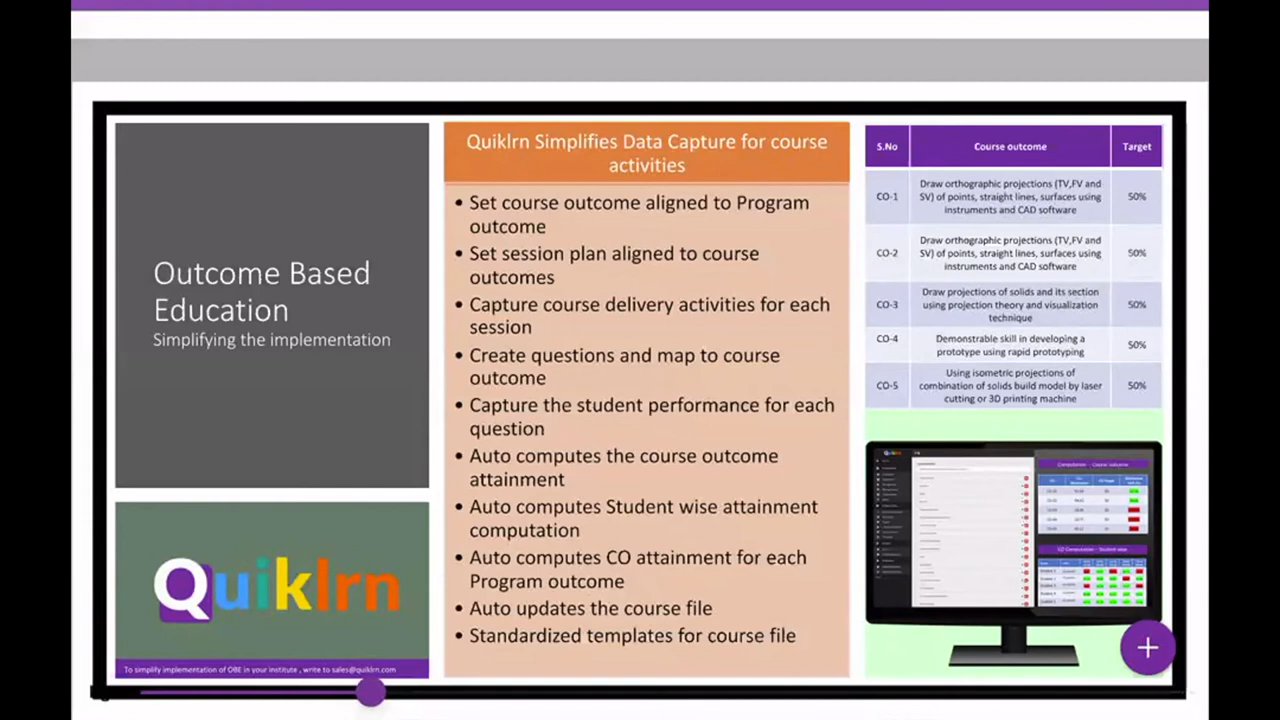 Outcome Based
Education
Simplifying the implementation
Quiklrn
To simplify implementation of OBE in your institute , write to sales@quiklrn.com
Quiklrn Simplifies Data Capture for course
activities
• Set course outcome aligned to Program
outcome
• Set session plan aligned to course
outcomes
• Capture course delivery activities for each
session
• Create questions and map to course
outcome
• Capture the student performance for each
question
• Auto computes the course outcome
attainment
• Auto computes Student wise attainment
computation
• Auto computes CO attainment for each
Program outcome
• Auto updates the course file
• Standardized templates for course file
S.No Course outcome Target
CO-1 Draw orthographic projections (TV,FV and
SV) of points, straight lines, surfaces using
instruments and CAD software 50%
CO-2 Draw orthographic projections (TV,FV and
SV) of points, straight lines, surfaces using
instruments and CAD software 50%
CO-3 Draw projections of solids and its section
using projection theory and visualization
technique 50%
CO-4 Demonstrable skill in developing a
prototype using rapid prototyping 50%
CO-5 Using isometric projections of
combination of solids build model by laser
cutting or 3D printing machine 50%
Quiklrn
Computation - Course outcome
CO Computation - Student wise